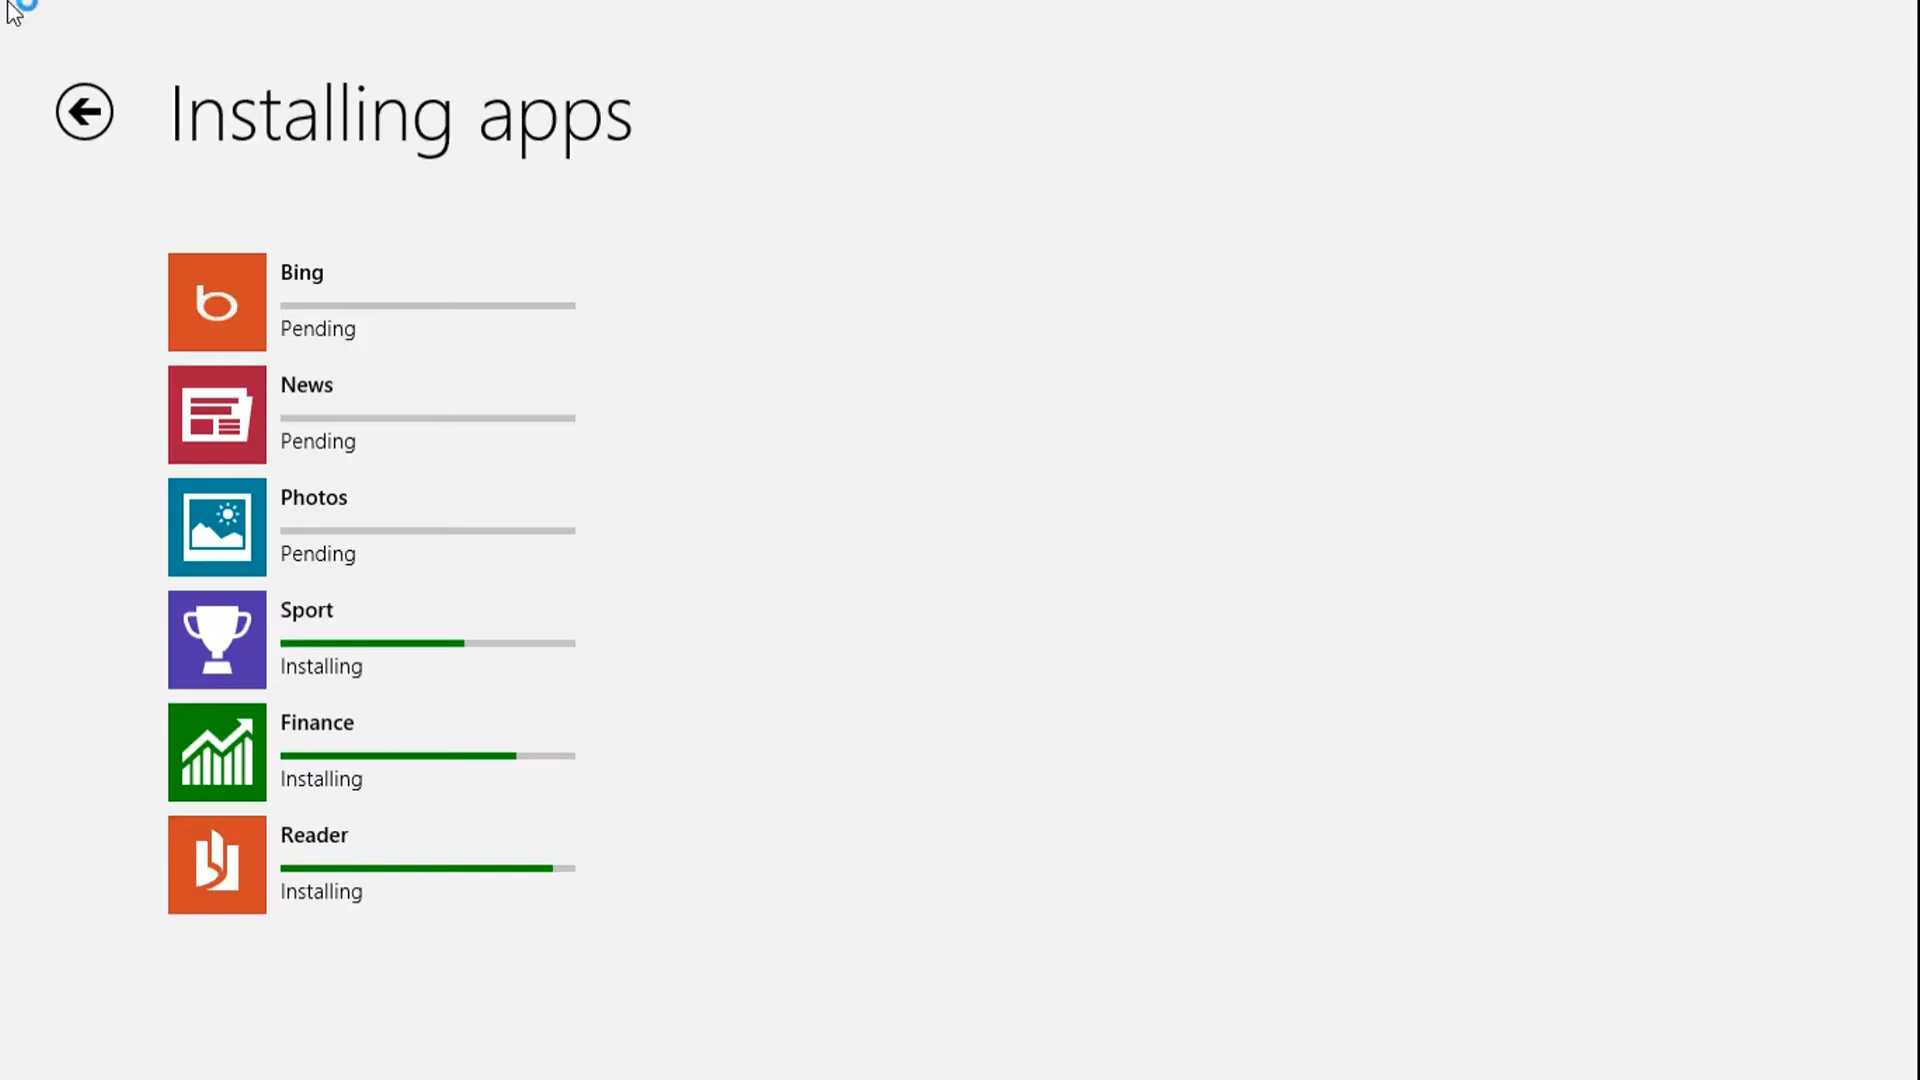 Installing apps
Bing
Pending
News
Pending
Photos
Pending
Sport
Installing
Finance
Installing
Reader
Installing